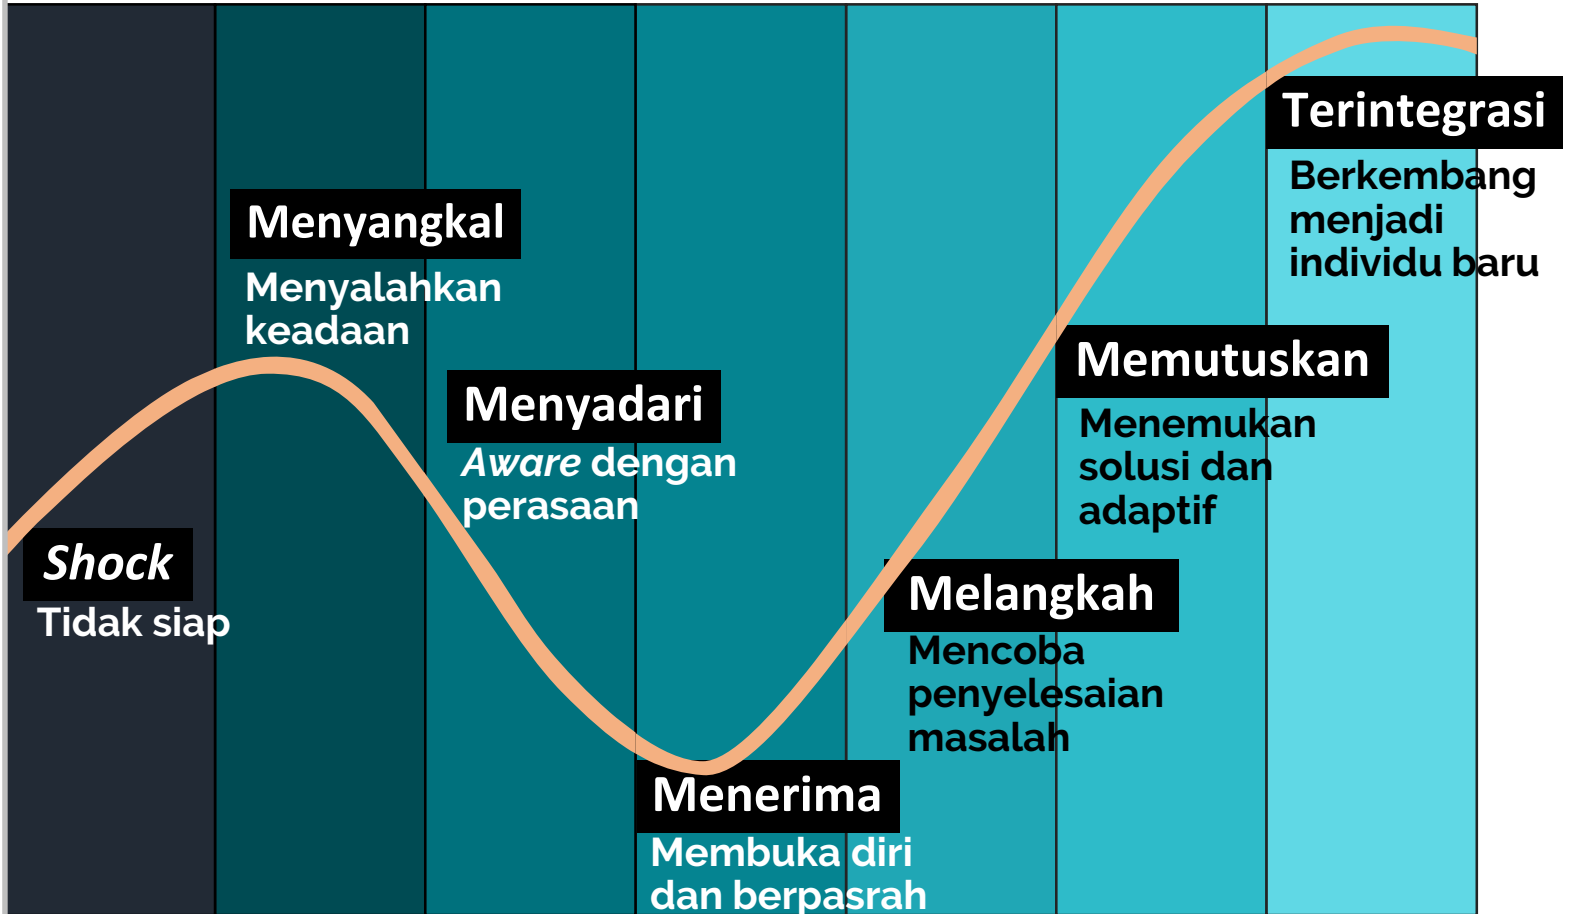 Shock
Tidak siap
Menyangkal
Menyalahkan
keadaan
Menyadari
Aware dengan
perasaan
Menerima
Membuka diri
dan berpasrah
Melangkah
Mencoba
penyelesaian
masalah
Memutuskan
Menemukan
solusi dan
adaptif
Terintegrasi
Berkembang
menjadi
individu baru